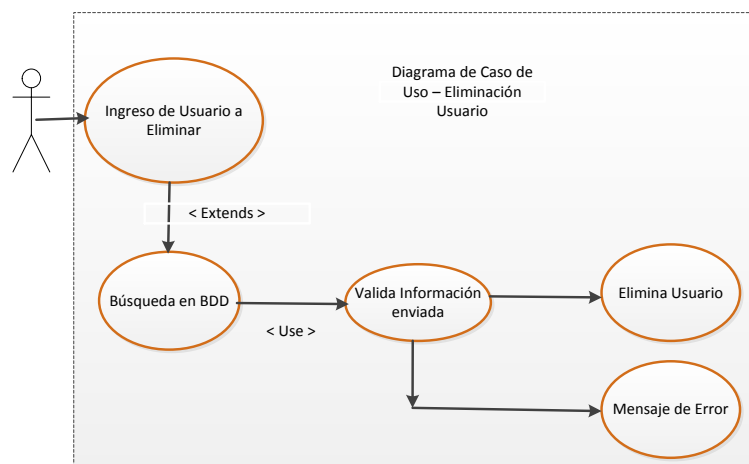 Diagrama de Caso de
Uso – Eliminación
Usuario
Ingreso de Usuario a
Eliminar
< Extends >
Búsqueda en BDD
< Use >
Valida Información
enviada
Elimina Usuario
Mensaje de Error